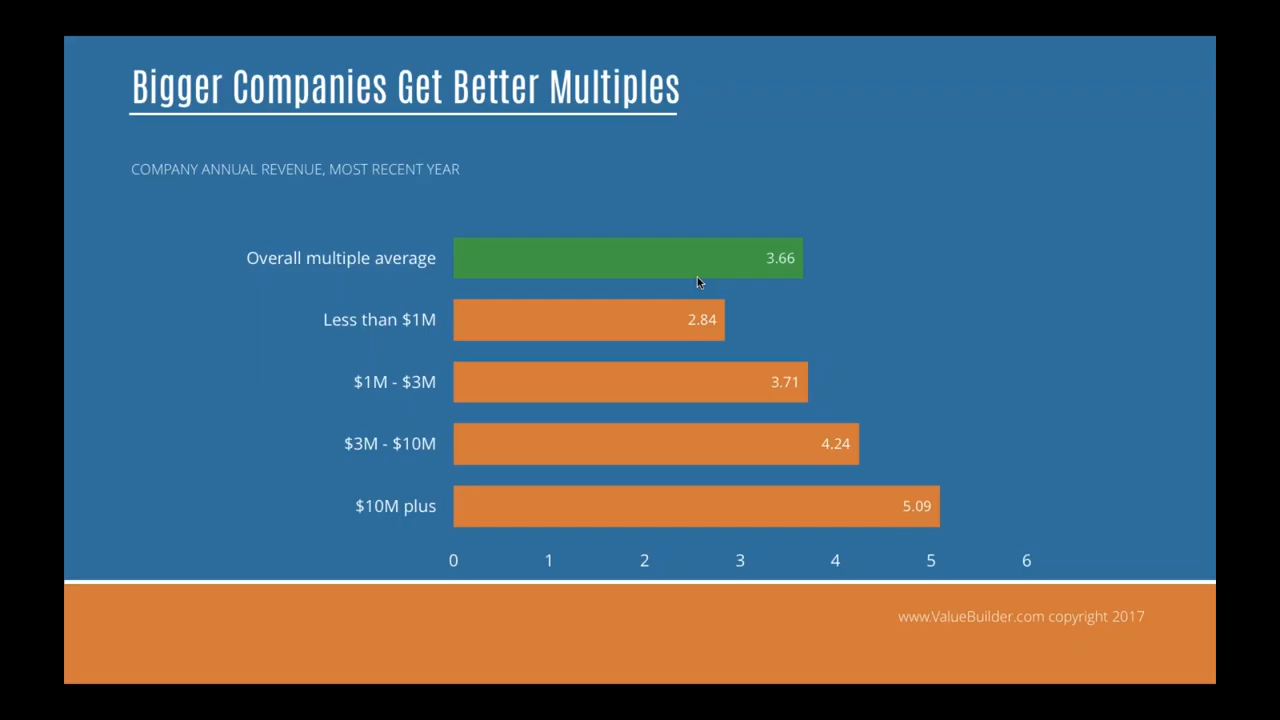 Bigger Companies Get Better Multiples
COMPANY ANNUAL REVENUE, MOST RECENT YEAR
Overall multiple average 3.66
Less than $1M 2.84
$1M - $3M 3.71
$3M - $10M 4.24
$10M plus 5.09
0 1 2 3 4 5 6
www.ValueBuilder.com copyright 2017